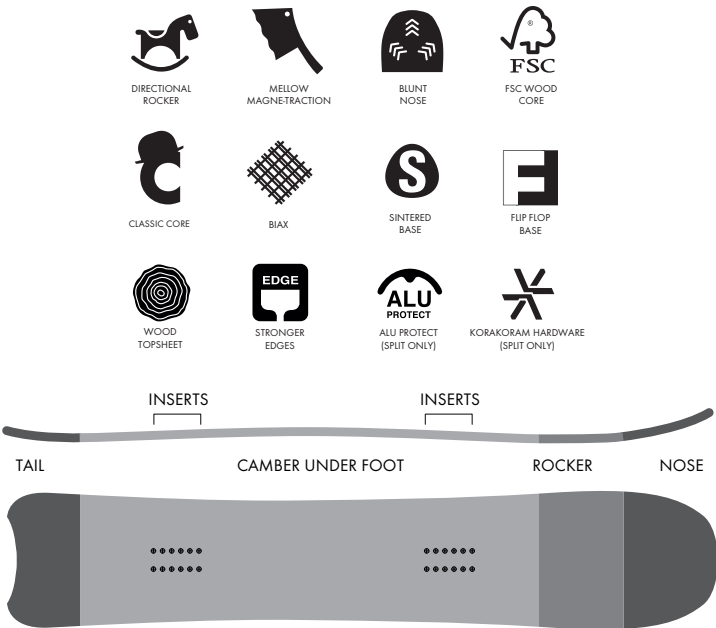 ®
FSC
DIRECTIONAL
ROCKER
MELLOW
MAGNE-TRACTION
BLUNT
NOSE
FSC WOOD
CORE
C
S
F
CLASSIC CORE
BIAX
SINTERED
BASE
FLIP FLOP
BASE
EDGE
ALU
PROTECT
WOOD
TOPSHEET
STRONGER
EDGES
ALU PROTECT
(SPLIT ONLY)
KORAKORAM HARDWARE
(SPLIT ONLY)
INSERTS
INSERTS
TAIL
CAMBER UNDER FOOT
ROCKER
NOSE